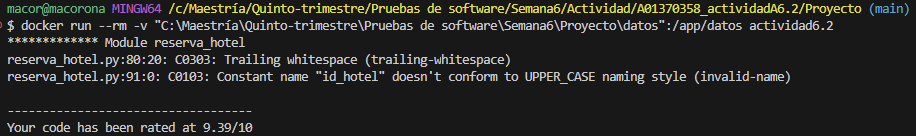 macor@macorona MINGW64 /c/Maestría/Quinto-trimestre/Pruebas de software/Semana6/Actividad/A01370358_actividadA6.2/Proyecto (main)
$ docker run --rm -v "C:\Maestría\Quinto-trimestre\Pruebas de software\Semana6\Proyecto\datos":/app/datos actividad6.2
************* Module reserva_hotel
reserva_hotel.py:80:20: C0303: Trailing whitespace (trailing-whitespace)
reserva_hotel.py:91:0: C0103: Constant name "id_hotel" doesn't conform to UPPER_CASE naming style (invalid-name)
-----------------------------------
Your code has been rated at 9.39/10